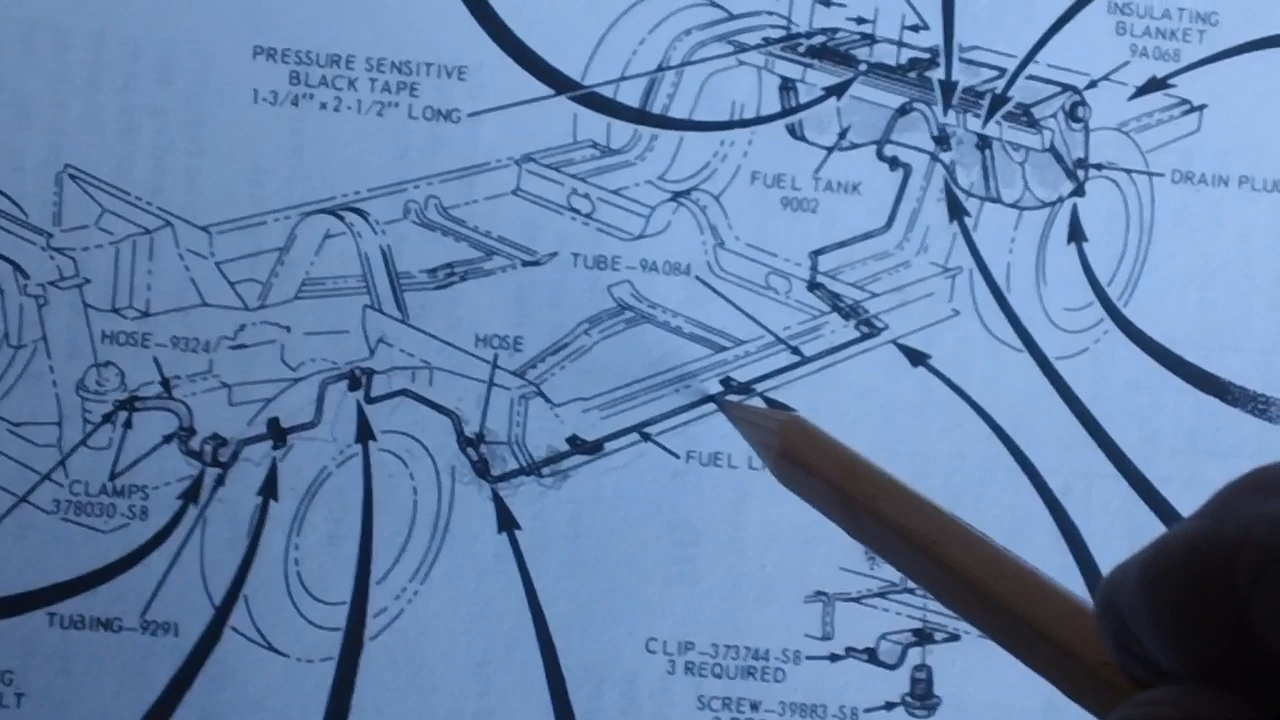 INSULATING
BLANKET
9A068
PRESSURE SENSITIVE
BLACK TAPE
1-3/4" x 2-1/2" LONG
FUEL TANK
9002
DRAIN
TUBE-9A084
HOSE-9324
HOSE
CLAMPS
378030-S8
FUEL
TUBING-9291
CLIP-373744-S8
3 REQUIRED
SCREW-39883-S8